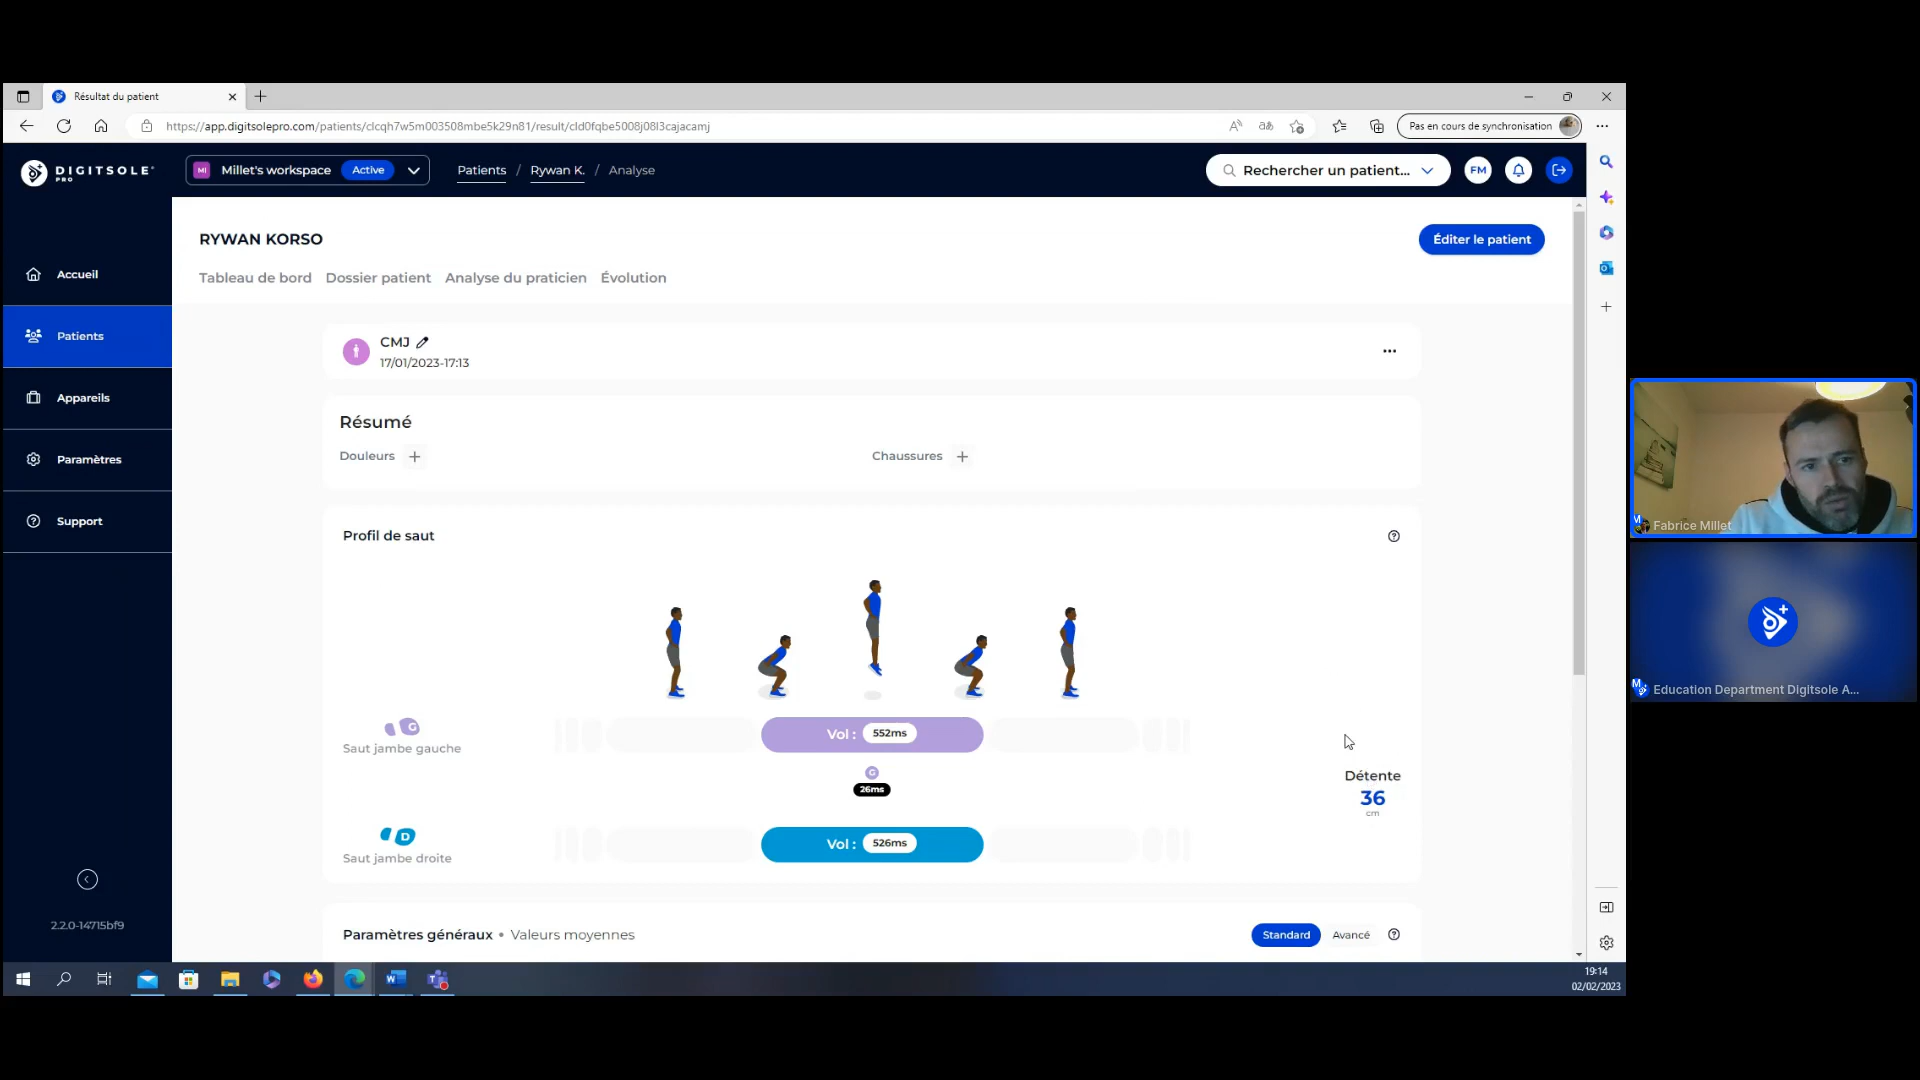 Résultat du patient
https://app.digitsolepro.com/patients/clcqh7w5m003508mbe5k29n81/result/cld0fqbe5008j08l3cajacamj
Pas en cours de synchronisation
DIGITSOLE
PRO
MI Millet's workspace Active
Patients / Rywan K. / Analyse
Rechercher un patient...
FM
RYWAN KORSO
Éditer le patient
Tableau de bord Dossier patient Analyse du praticien Évolution
Accueil
Patients
Appareils
Paramètres
Support
2.2.0-14715bf9
CMJ
17/01/2023-17:13
Résumé
Douleurs
Chaussures
Profil de saut
G
Saut jambe gauche
Vol : 552ms
G
26ms
D
Saut jambe droite
Vol : 526ms
Détente
36
cm
Paramètres généraux • Valeurs moyennes
Standard Avancé
19:14
02/02/2023
Fabrice Millet
Education Department Digitsole A...